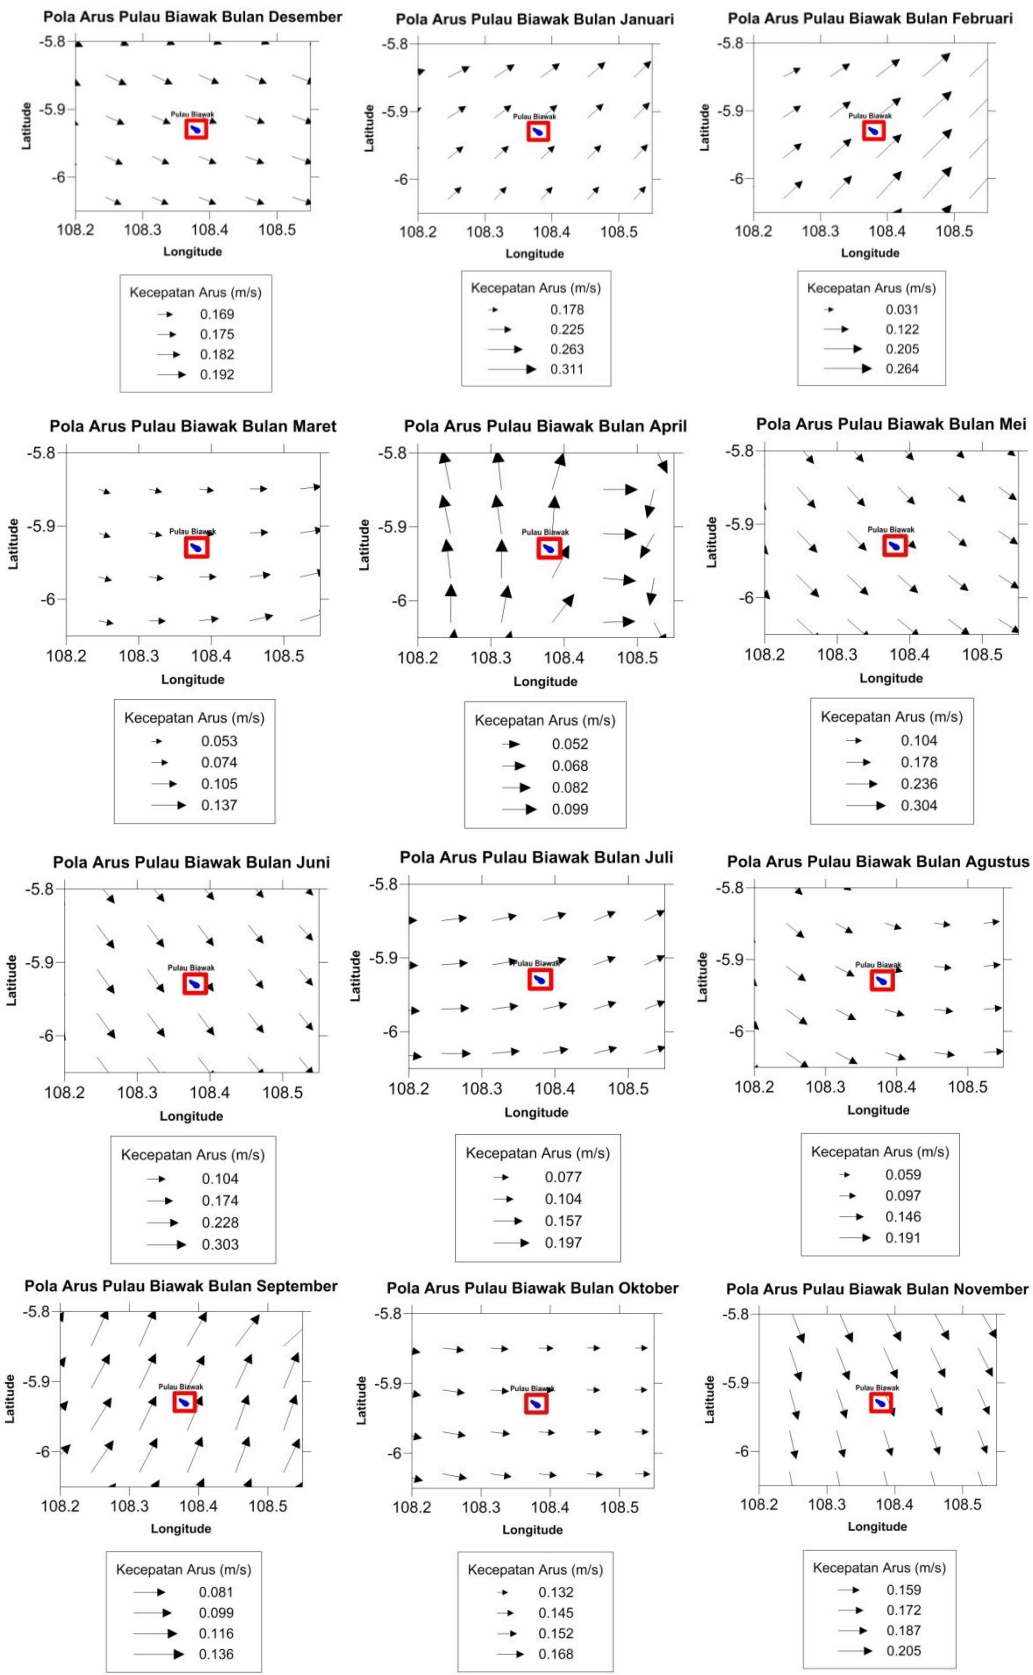 Pola Arus Pulau Biawak Bulan Desember
-5.8
-5.9
-6
Latitude
Pulau Biawak
108.2 108.3 108.4 108.5
Longitude
Kecepatan Arus (m/s)
0.169
0.175
0.182
0.192
Pola Arus Pulau Biawak Bulan Januari
-5.8
-5.9
-6
Latitude
Pulau Biawak
108.2 108.3 108.4 108.5
Longitude
Kecepatan Arus (m/s)
0.178
0.225
0.263
0.311
Pola Arus Pulau Biawak Bulan Februari
-5.8
-5.9
-6
Latitude
Pulau Biawak
108.2 108.3 108.4 108.5
Longitude
Kecepatan Arus (m/s)
0.031
0.122
0.205
0.264
Pola Arus Pulau Biawak Bulan Maret
-5.8
-5.9
-6
Latitude
Pulau Biawak
108.2 108.3 108.4 108.5
Longitude
Kecepatan Arus (m/s)
0.053
0.074
0.105
0.137
Pola Arus Pulau Biawak Bulan April
-5.8
-5.9
-6
Latitude
Pulau Biawak
108.2 108.3 108.4 108.5
Longitude
Kecepatan Arus (m/s)
0.052
0.068
0.082
0.099
Pola Arus Pulau Biawak Bulan Mei
-5.8
-5.9
-6
Latitude
Pulau Biawak
108.2 108.3 108.4 108.5
Longitude
Kecepatan Arus (m/s)
0.104
0.178
0.236
0.304
Pola Arus Pulau Biawak Bulan Juni
-5.8
-5.9
-6
Latitude
Pulau Biawak
108.2 108.3 108.4 108.5
Longitude
Kecepatan Arus (m/s)
0.104
0.174
0.228
0.303
Pola Arus Pulau Biawak Bulan Juli
-5.8
-5.9
-6
Latitude
Pulau Biawak
108.2 108.3 108.4 108.5
Longitude
Kecepatan Arus (m/s)
0.077
0.104
0.157
0.197
Pola Arus Pulau Biawak Bulan Agustus
-5.8
-5.9
-6
Latitude
Pulau Biawak
108.2 108.3 108.4 108.5
Longitude
Kecepatan Arus (m/s)
0.059
0.097
0.146
0.191
Pola Arus Pulau Biawak Bulan September
-5.8
-5.9
-6
Latitude
Pulau Biawak
108.2 108.3 108.4 108.5
Longitude
Kecepatan Arus (m/s)
0.081
0.099
0.116
0.136
Pola Arus Pulau Biawak Bulan Oktober
-5.8
-5.9
-6
Latitude
Pulau Biawak
108.2 108.3 108.4 108.5
Longitude
Kecepatan Arus (m/s)
0.132
0.145
0.152
0.168
Pola Arus Pulau Biawak Bulan November
-5.8
-5.9
-6
Latitude
Pulau Biawak
108.2 108.3 108.4 108.5
Longitude
Kecepatan Arus (m/s)
0.159
0.172
0.187
0.205